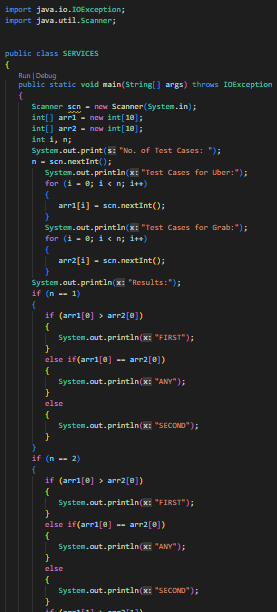 import java.io.IOException;
import java.util.Scanner;
public class SERVICES
{
Run | Debug
public static void main(String[] args) throws IOException
{
Scanner scn = new Scanner(System.in);
int[] arr1 = new int[10];
int[] arr2 = new int[10];
int i, n;
System.out.print(s: "No. of Test Cases: ");
n = scn.nextInt();
System.out.println(x: "Test Cases for Uber:");
for (i = 0; i < n; i++)
{
arr1[i] = scn.nextInt();
}
System.out.println(x: "Test Cases for Grab:");
for (i = 0; i < n; i++)
{
arr2[i] = scn.nextInt();
}
System.out.println(x: "Results:");
if (n == 1)
{
if (arr1[0] > arr2[0])
{
System.out.println(x: "FIRST");
}
else if(arr1[0] == arr2[0])
{
System.out.println(x: "ANY");
}
else
{
System.out.println(x: "SECOND");
}
}
if (n == 2)
{
if (arr1[0] > arr2[0])
{
System.out.println(x: "FIRST");
}
else if(arr1[0] == arr2[0])
{
System.out.println(x: "ANY");
}
else
{
System.out.println(x: "SECOND");
}